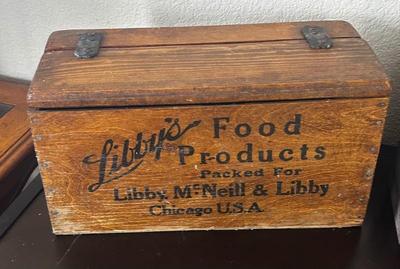 Libby's Food
Products
Packed For
Libby, McNeill & Libby
Chicago U.S.A.